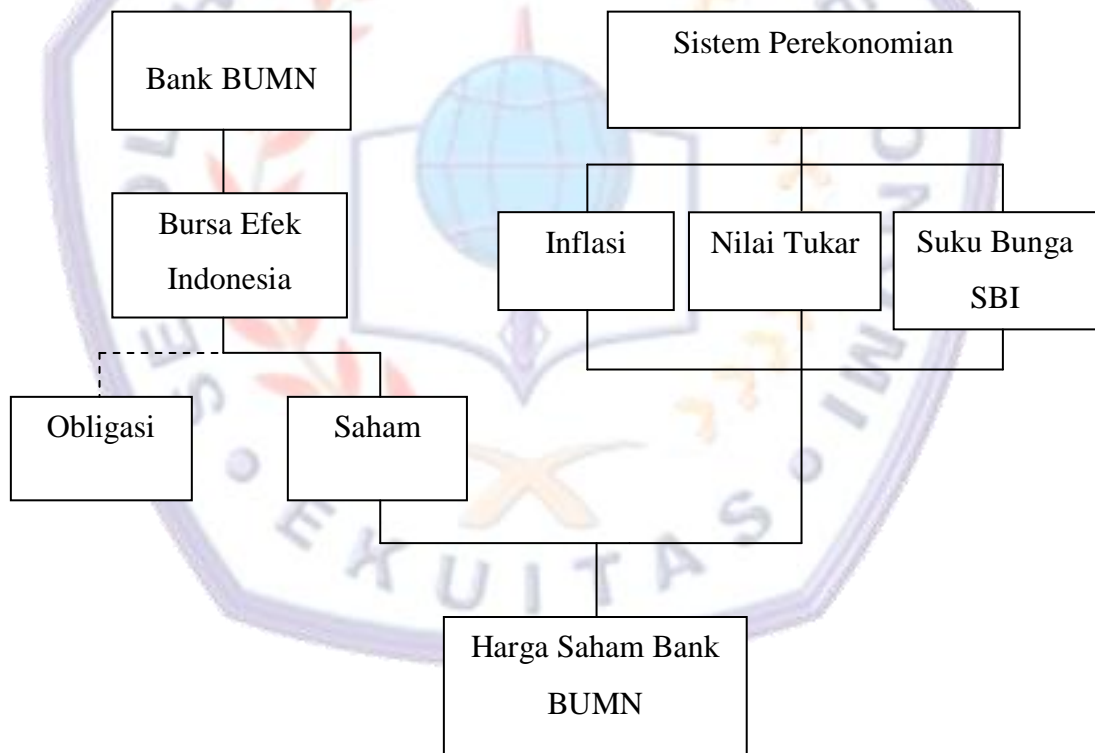 Sistem Perekonomian
Bank BUMN
Bursa Efek
Indonesia
Inflasi
Nilai Tukar
Suku Bunga
SBI
Obligasi
Saham
EKUITAS
Harga Saham Bank
BUMN